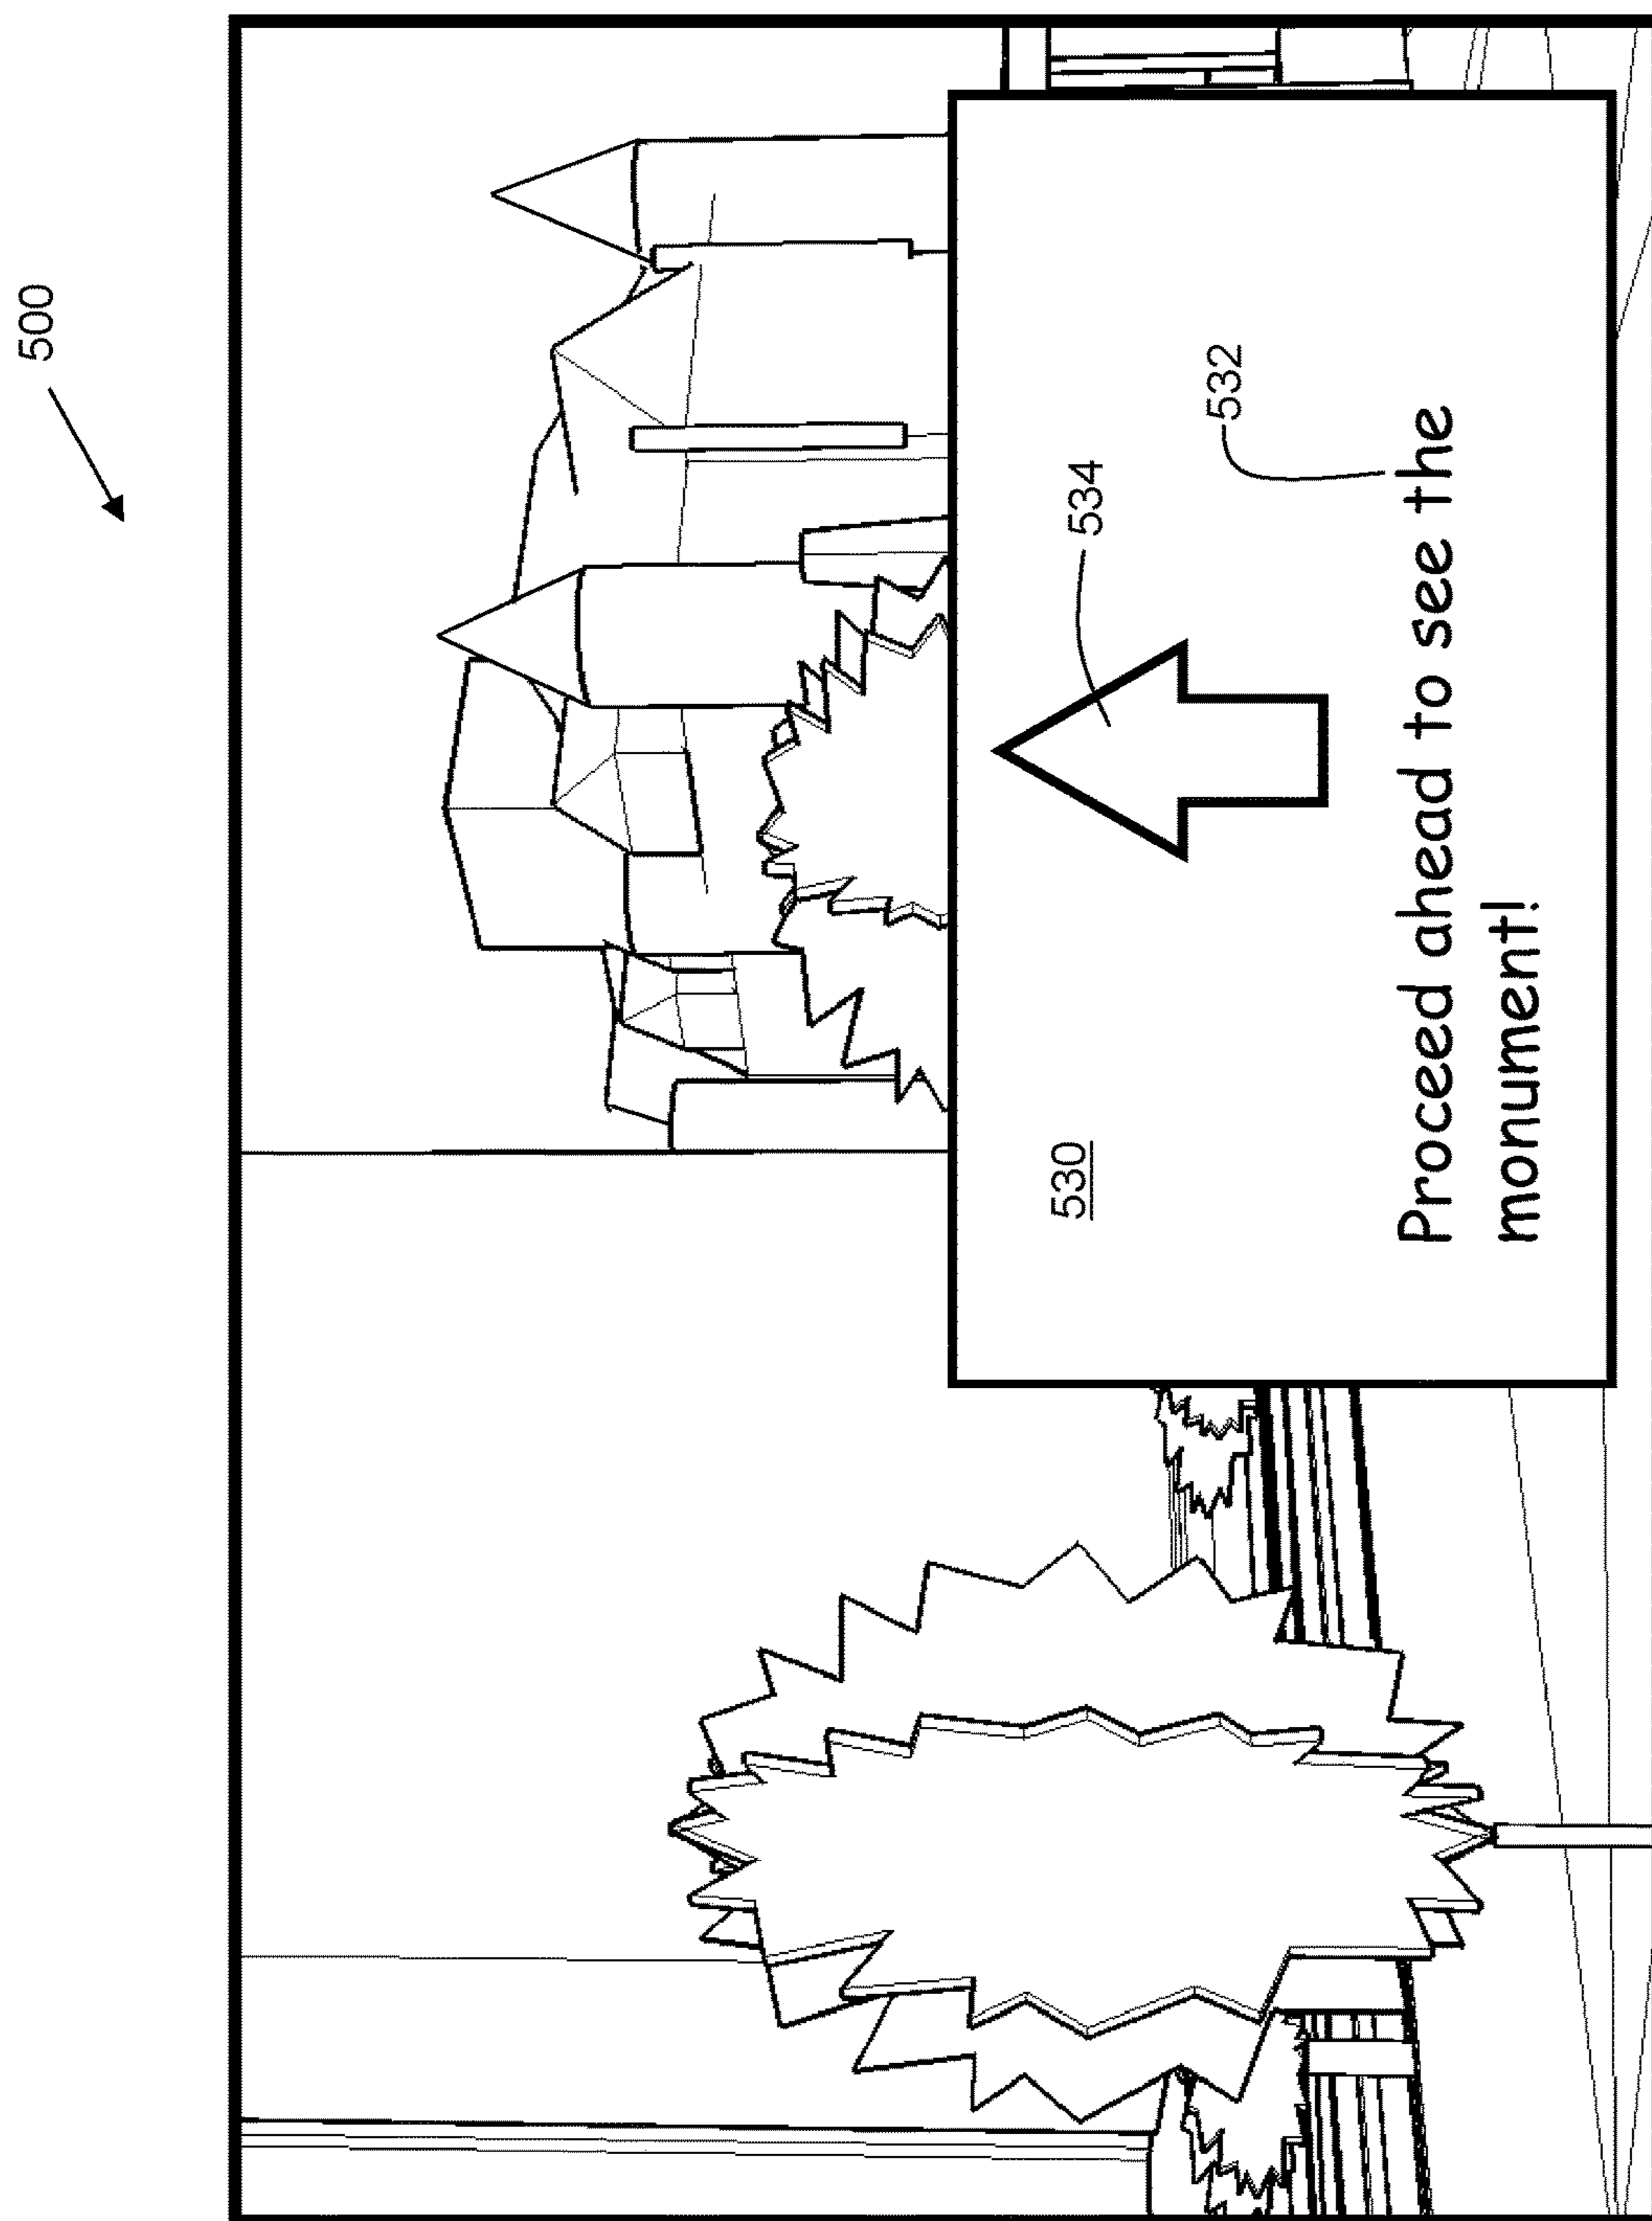 500
534
532
530
Proceed ahead to see the
monument!